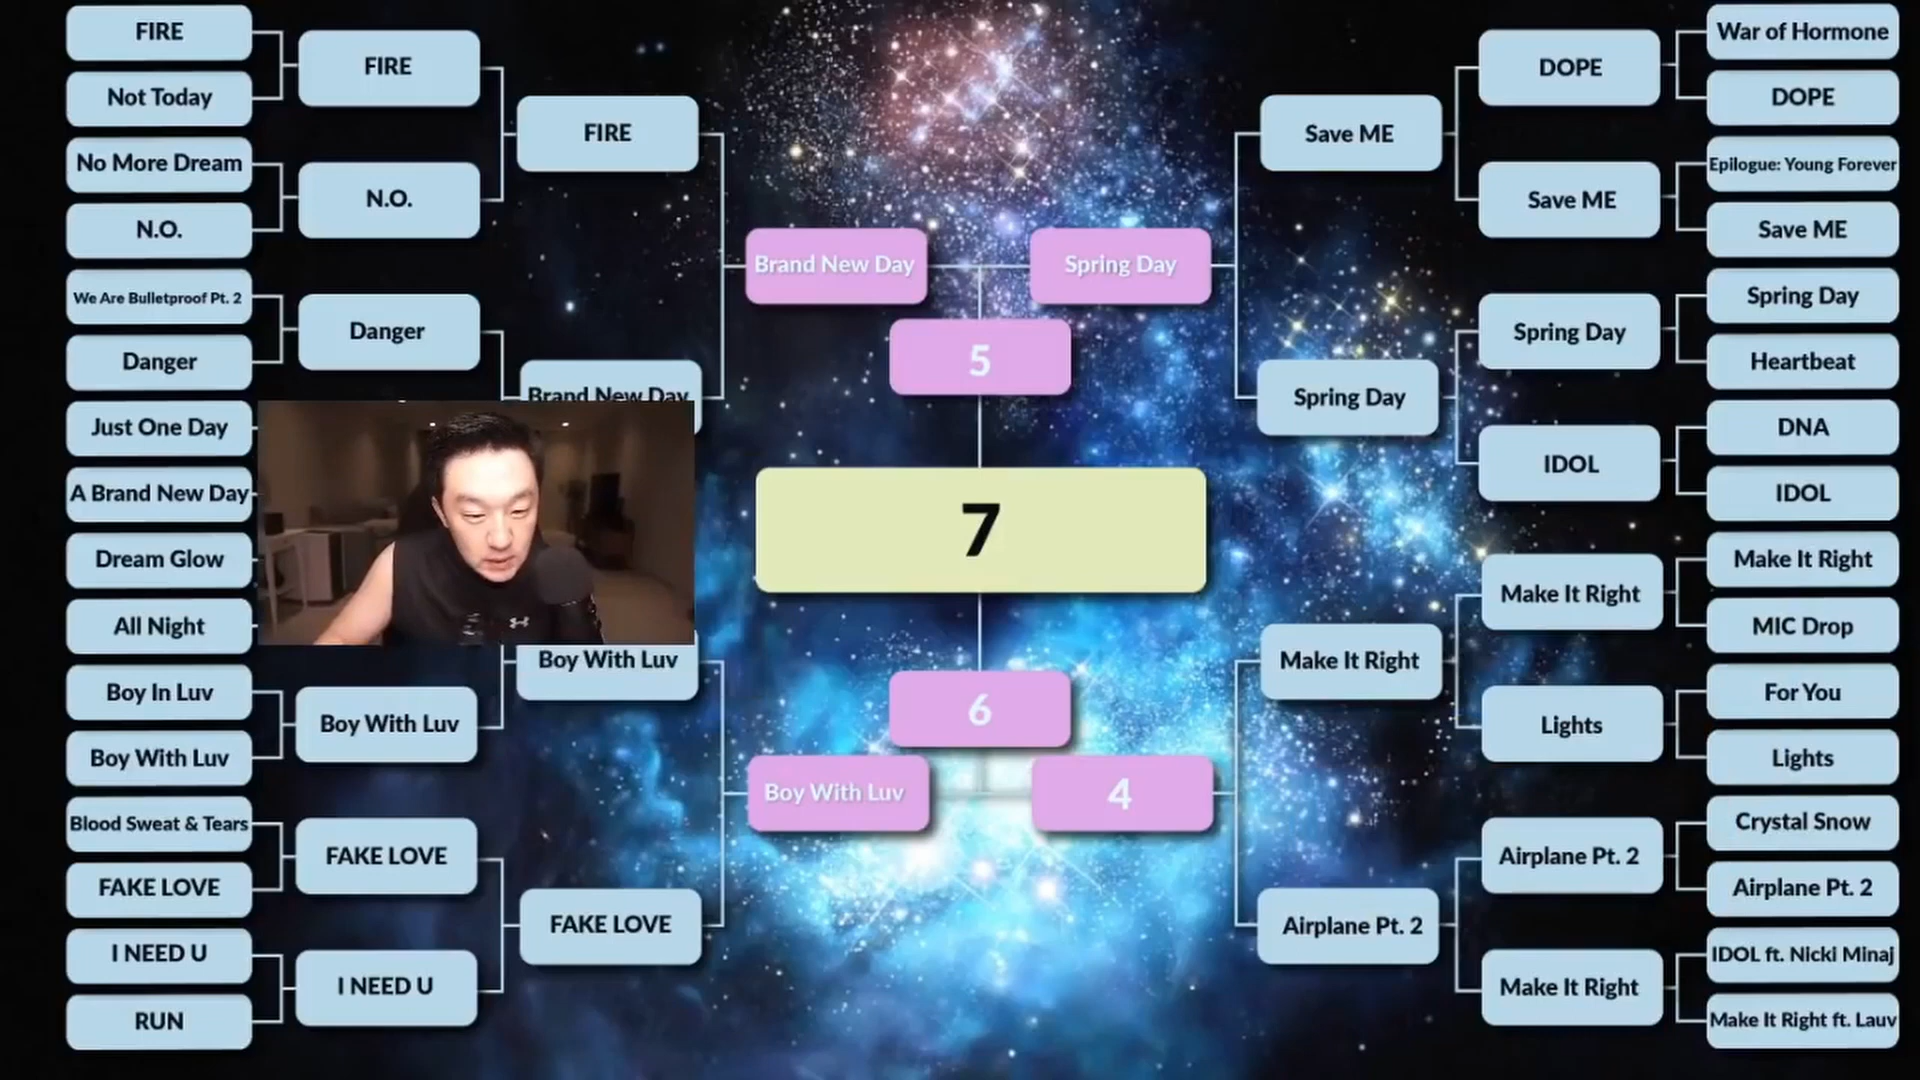 FIRE
Not Today
No More Dream
N.O.
We Are Bulletproof Pt. 2
Danger
Just One Day
A Brand New Day
Dream Glow
All Night
Boy In Luv
Boy With Luv
Blood Sweat & Tears
FAKE LOVE
I NEED U
RUN
FIRE
N.O.
Danger
Boy With Luv
FAKE LOVE
I NEED U
FIRE
Brand New Day
Boy With Luv
FAKE LOVE
Brand New Day
Spring Day
5
7
6
Boy With Luv
4
Save ME
Spring Day
Make It Right
Airplane Pt. 2
DOPE
Save ME
Spring Day
IDOL
Make It Right
Lights
Airplane Pt. 2
Make It Right
War of Hormone
DOPE
Epilogue: Young Forever
Save ME
Spring Day
Heartbeat
DNA
IDOL
Make It Right
MIC Drop
For You
Lights
Crystal Snow
Airplane Pt. 2
IDOL ft. Nicki Minaj
Make It Right ft. Lauv